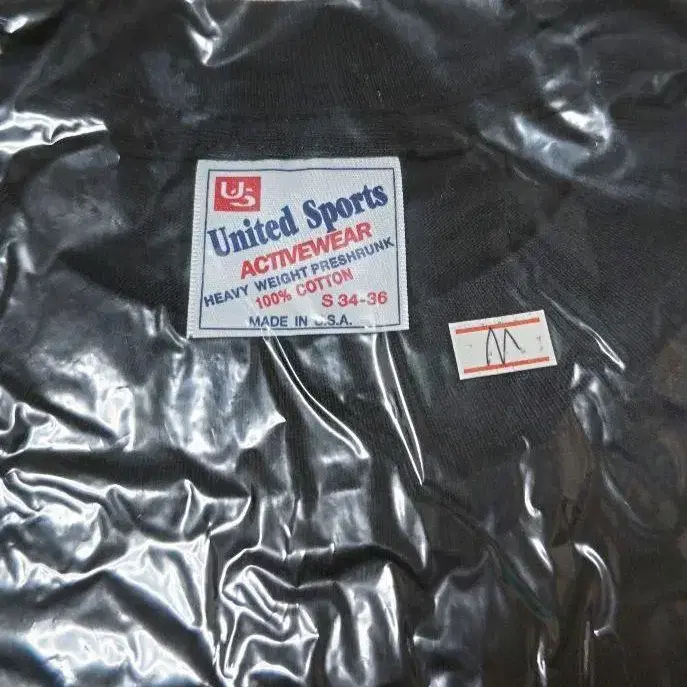 US
United Sports
ACTIVEWEAR
HEAVY WEIGHT PRESHRUNK
100% COTTON
S 34-36
MADE IN U.S.A.
M